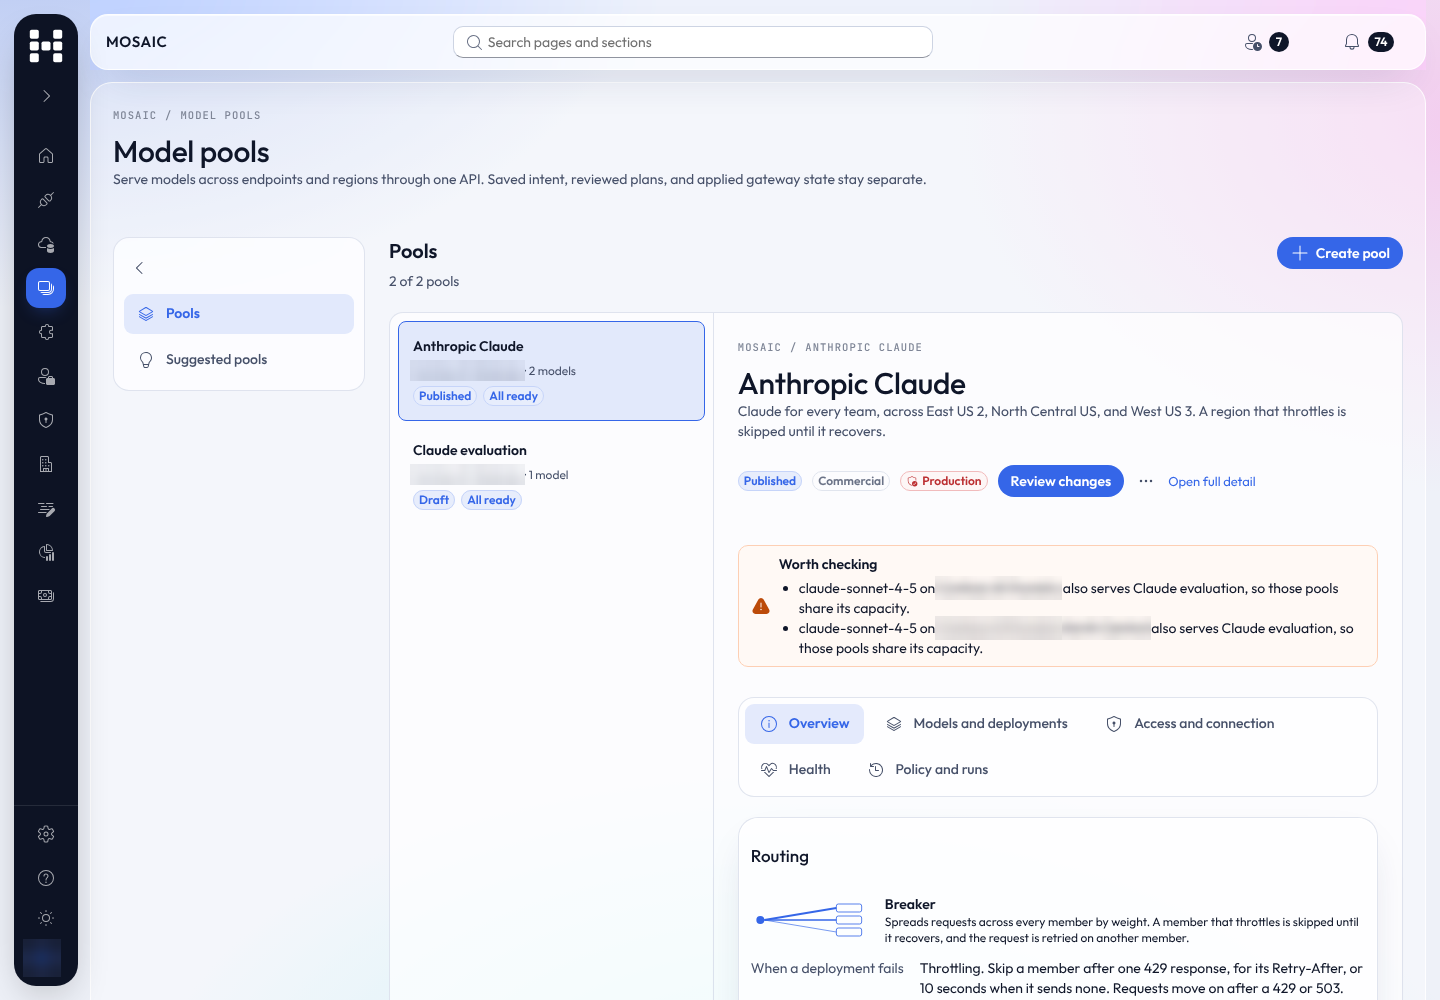 MOSAIC
Search pages and sections
7
74
MOSAIC / MODEL POOLS
Model pools
Serve models across endpoints and regions through one API. Saved intent, reviewed plans, and applied gateway state stay separate.
Pools
Suggested pools
Pools
2 of 2 pools
Create pool
Anthropic Claude
· 2 models
Published All ready
Claude evaluation
· 1 model
Draft All ready
MOSAIC / ANTHROPIC CLAUDE
Anthropic Claude
Claude for every team, across East US 2, North Central US, and West US 3. A region that throttles is
skipped until it recovers.
Published Commercial Production Review changes ··· Open full detail
Worth checking
• claude-sonnet-4-5 on also serves Claude evaluation, so those pools
share its capacity.
• claude-sonnet-4-5 on also serves Claude evaluation, so
those pools share its capacity.
Overview Models and deployments Access and connection
Health Policy and runs
Routing
Breaker
Spreads requests across every member by weight. A member that throttles is skipped until
it recovers, and the request is retried on another member.
When a deployment fails Throttling. Skip a member after one 429 response, for its Retry-After, or
10 seconds when it sends none. Requests move on after a 429 or 503.